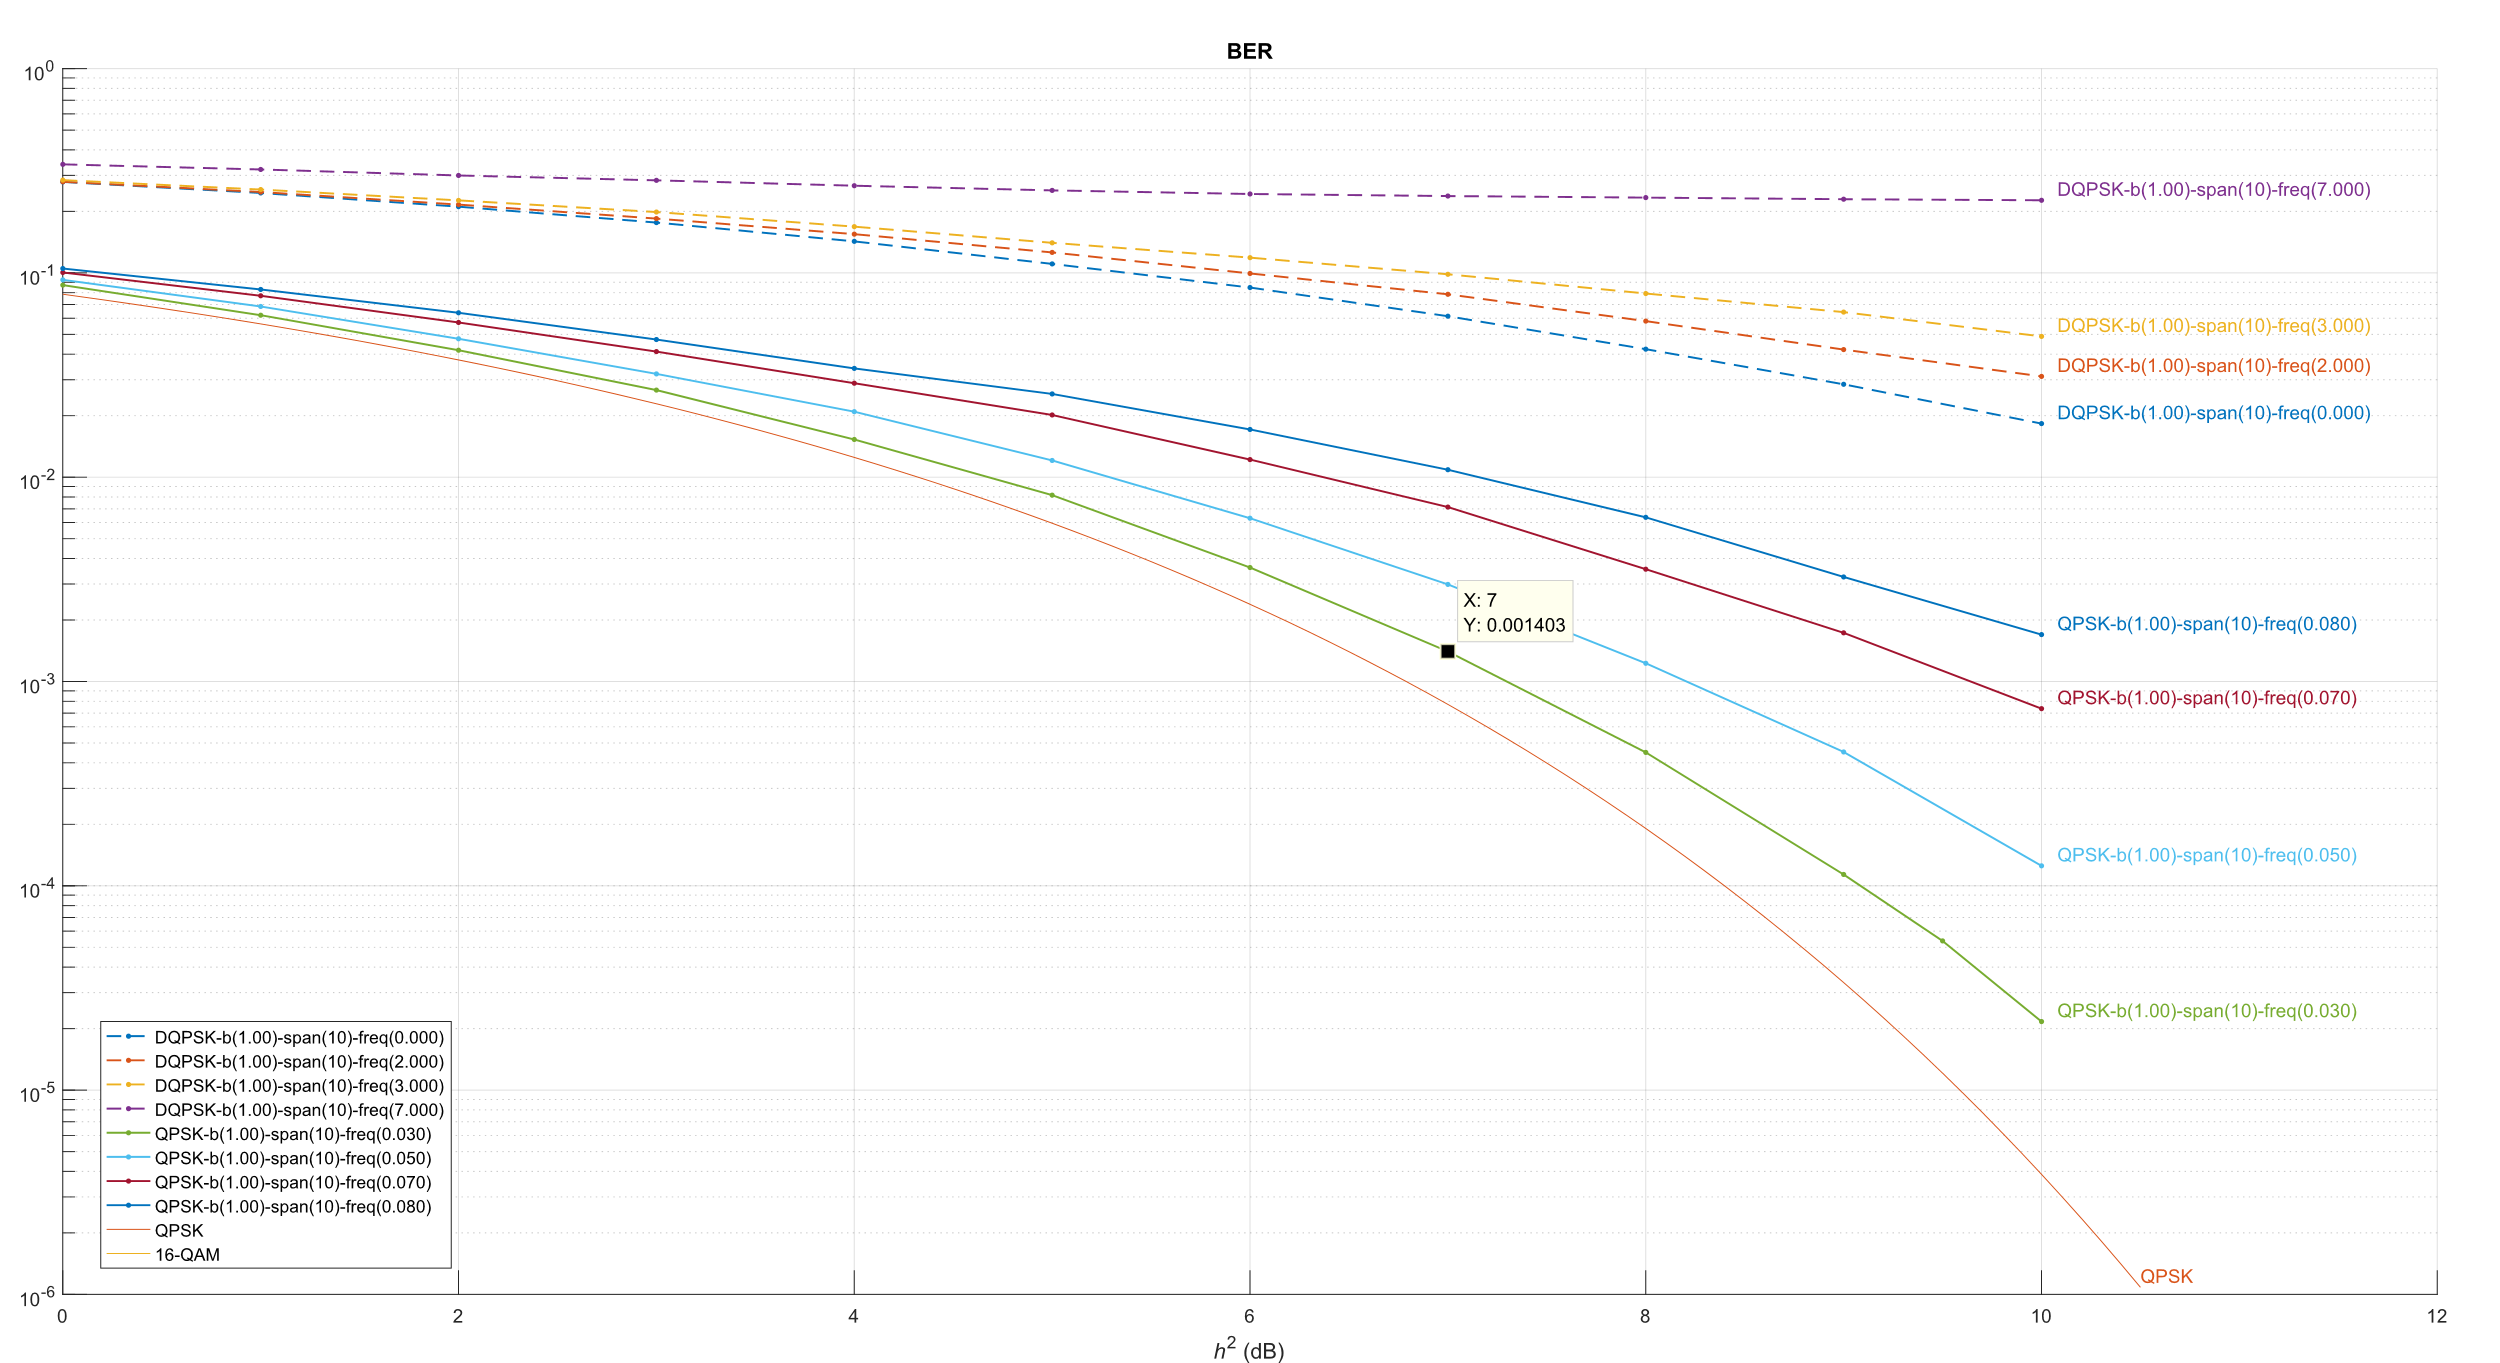 BER
10^0
DQPSK-b(1.00)-span(10)-freq(7.000)
10^-1
DQPSK-b(1.00)-span(10)-freq(3.000)
DQPSK-b(1.00)-span(10)-freq(2.000)
DQPSK-b(1.00)-span(10)-freq(0.000)
10^-2
X: 7
Y: 0.001403
QPSK-b(1.00)-span(10)-freq(0.080)
10^-3
QPSK-b(1.00)-span(10)-freq(0.070)
QPSK-b(1.00)-span(10)-freq(0.050)
10^-4
QPSK-b(1.00)-span(10)-freq(0.030)
DQPSK-b(1.00)-span(10)-freq(0.000)
DQPSK-b(1.00)-span(10)-freq(2.000)
DQPSK-b(1.00)-span(10)-freq(3.000)
10^-5
DQPSK-b(1.00)-span(10)-freq(7.000)
QPSK-b(1.00)-span(10)-freq(0.030)
QPSK-b(1.00)-span(10)-freq(0.050)
QPSK-b(1.00)-span(10)-freq(0.070)
QPSK-b(1.00)-span(10)-freq(0.080)
QPSK
16-QAM
QPSK
10^-6
0 2 4 6 8 10 12
h^2 (dB)